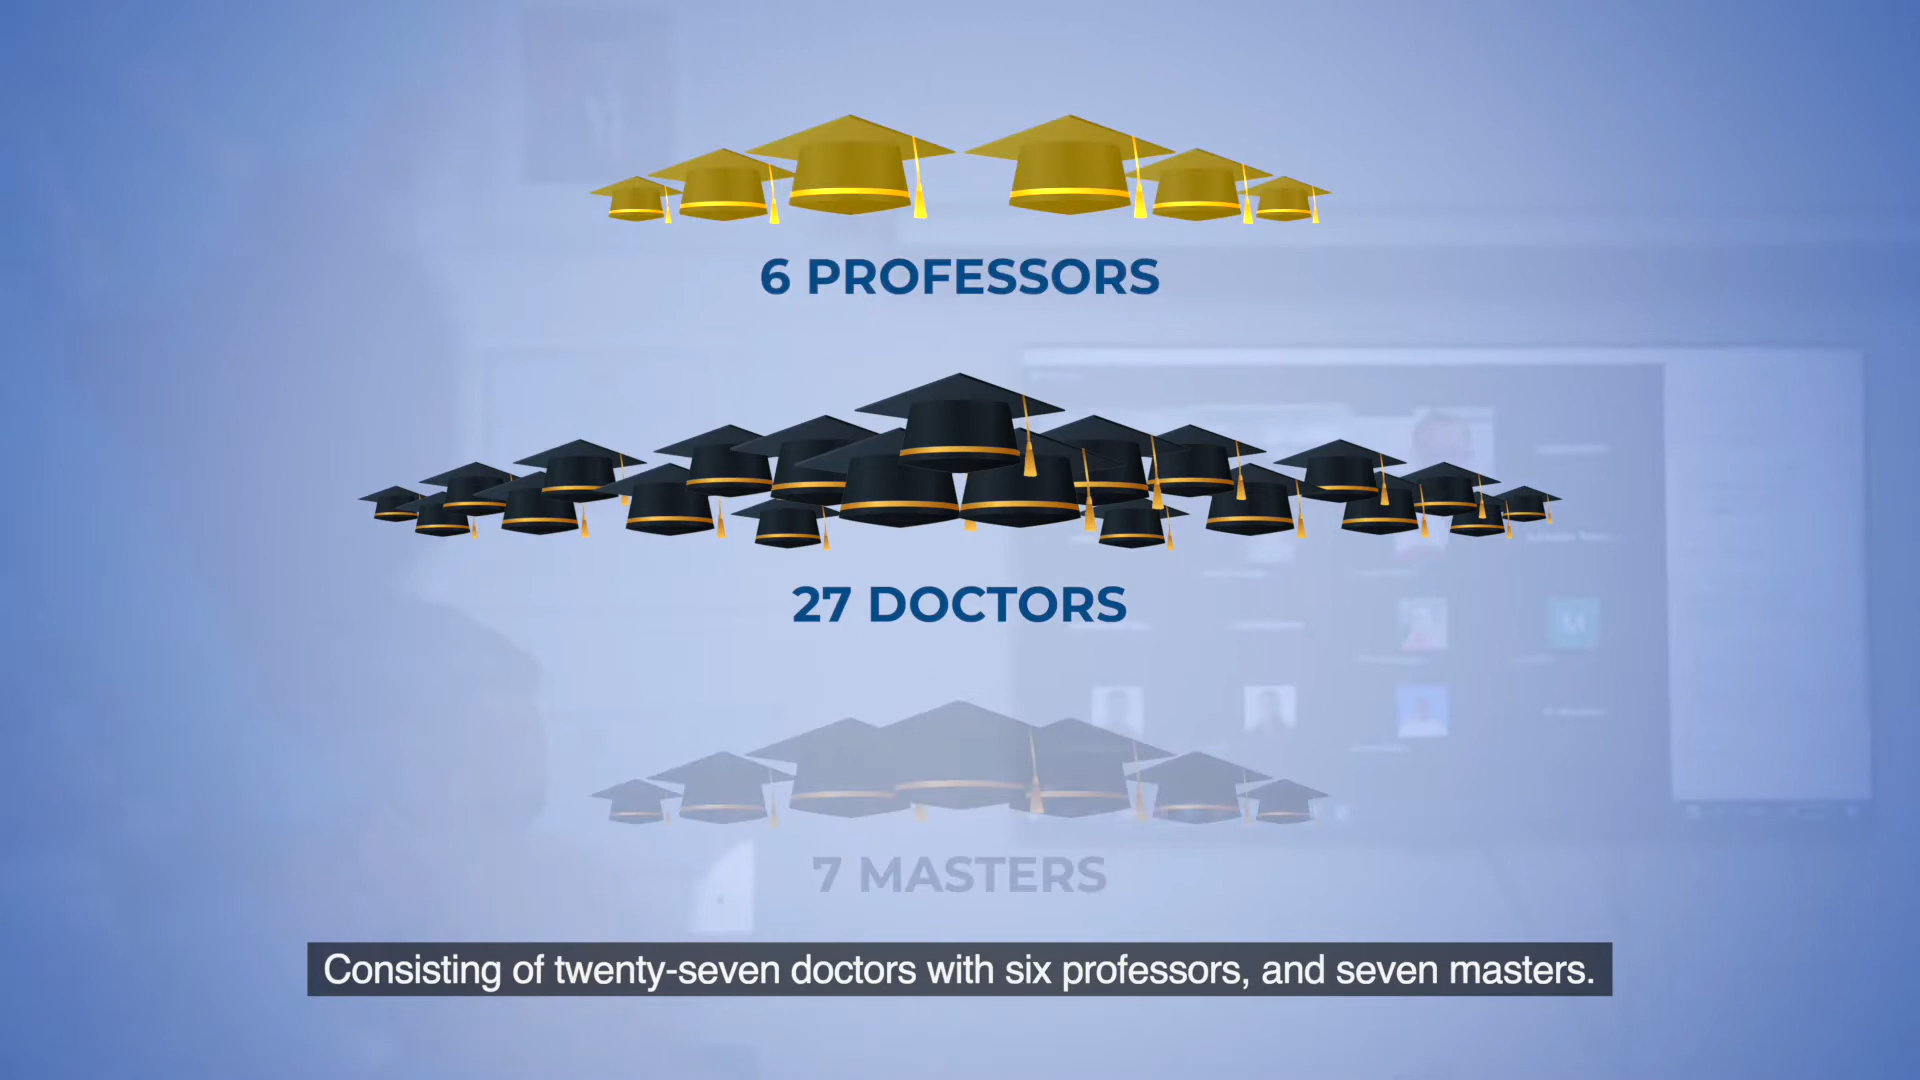 6 PROFESSORS
27 DOCTORS
7 MASTERS
Consisting of twenty-seven doctors with six professors, and seven masters.